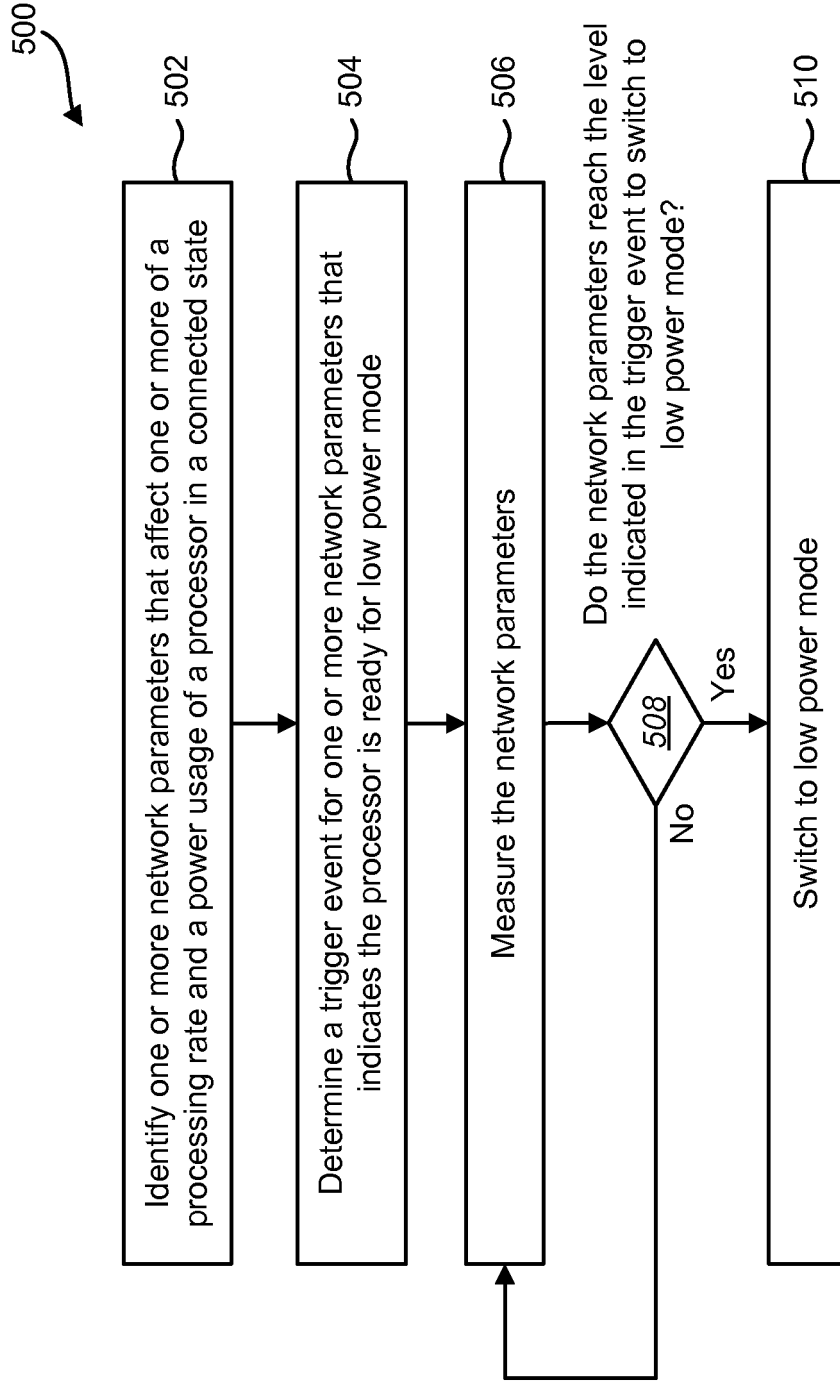 500
Identify one or more network parameters that affect one or more of a
processing rate and a power usage of a processor in a connected state
502
Determine a trigger event for one or more network parameters that
indicates the processor is ready for low power mode
504
Measure the network parameters
506
Do the network parameters reach the level
indicated in the trigger event to switch to
low power mode?
508
No
Yes
Switch to low power mode
510